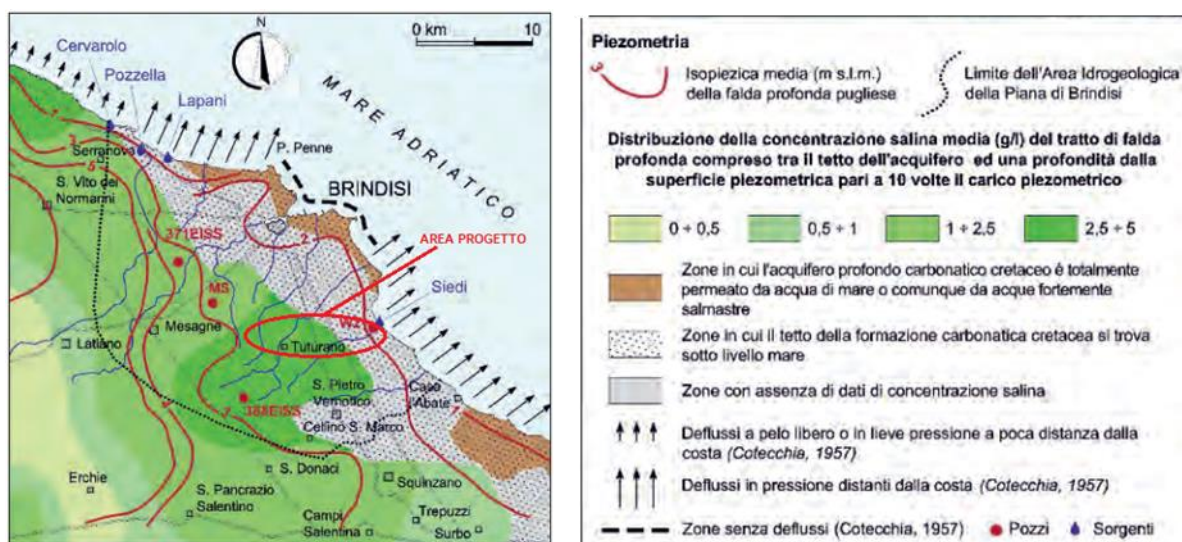 0 km 10
N
Cervarolo
Pozzella
Lapani
MARE ADRIATICO
P. Penne
Serranova
BRINDISI
S. Vito dei
Normanni
371EISS
AREA PROGETTO
Siedi
MS
Mesagne
Latiano
Tuturano
S. Pietro
Vernotico
Casa
l'Abate
388EISS
Cellino S. Marco
S. Donaci
Erchie
Squinzano
S. Pancrazio
Salentino
Campi
Salentina
Trepuzzi
Surbo
Piezometria
3
Isopiezica media (m s.l.m.)
della falda profonda pugliese
Limite dell'Area Idrogeologica
della Piana di Brindisi
Distribuzione della concentrazione salina media (g/l) del tratto di falda
profonda compreso tra il tetto dell'acquifero ed una profondità dalla
superficie piezometrica pari a 10 volte il carico piezometrico
0 ÷ 0,5
0,5 ÷ 1
1 ÷ 2,5
2,5 ÷ 5
Zone in cui l'acquifero profondo carbonatico cretaceo è totalmente
permeato da acqua di mare o comunque da acque fortemente
salmastre
Zone in cui il tetto della formazione carbonatica cretacea si trova
sotto livello mare
Zone con assenza di dati di concentrazione salina
Deflussi a pelo libero o in lieve pressione a poca distanza dalla
costa (Cotecchia, 1957)
Deflussi in pressione distanti dalla costa (Cotecchia, 1957)
Zone senza deflussi (Cotecchia, 1957)
Pozzi
Sorgenti